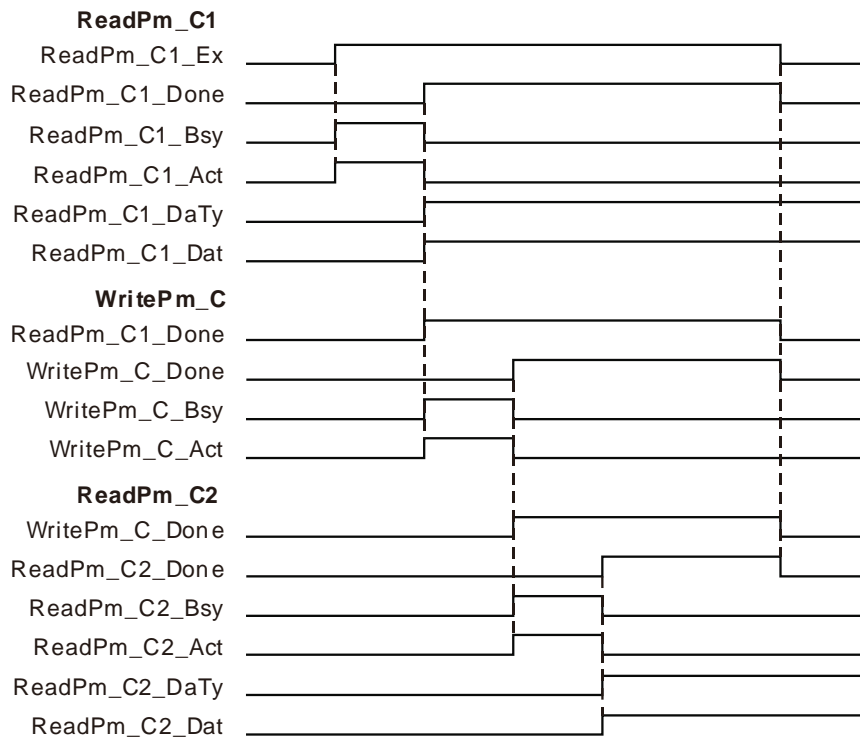 ReadPm_C1
ReadPm_C1_Ex
ReadPm_C1_Done
ReadPm_C1_Bsy
ReadPm_C1_Act
ReadPm_C1_DaTy
ReadPm_C1_Dat
WritePm_C
ReadPm_C1_Done
WritePm_C_Done
WritePm_C_Bsy
WritePm_C_Act
ReadPm_C2
WritePm_C_Done
ReadPm_C2_Done
ReadPm_C2_Bsy
ReadPm_C2_Act
ReadPm_C2_DaTy
ReadPm_C2_Dat